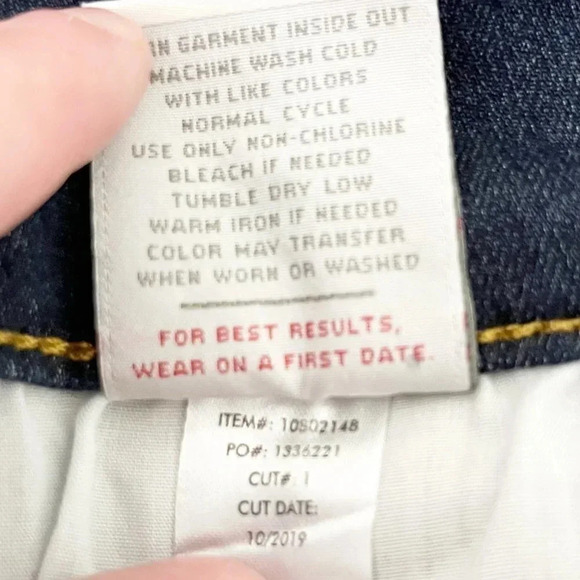 GARMENT INSIDE OUT
MACHINE WASH COLD
WITH LIKE COLORS
NORMAL CYCLE
USE ONLY NON-CHLORINE
BLEACH IF NEEDED
TUMBLE DRY LOW
WARM IRON IF NEEDED
COLOR MAY TRANSFER
WHEN WORN OR WASHED
FOR BEST RESULTS,
WEAR ON A FIRST DATE.
ITEM#: 10802148
PO#: 1336221
CUT#: 1
CUT DATE:
10/2019